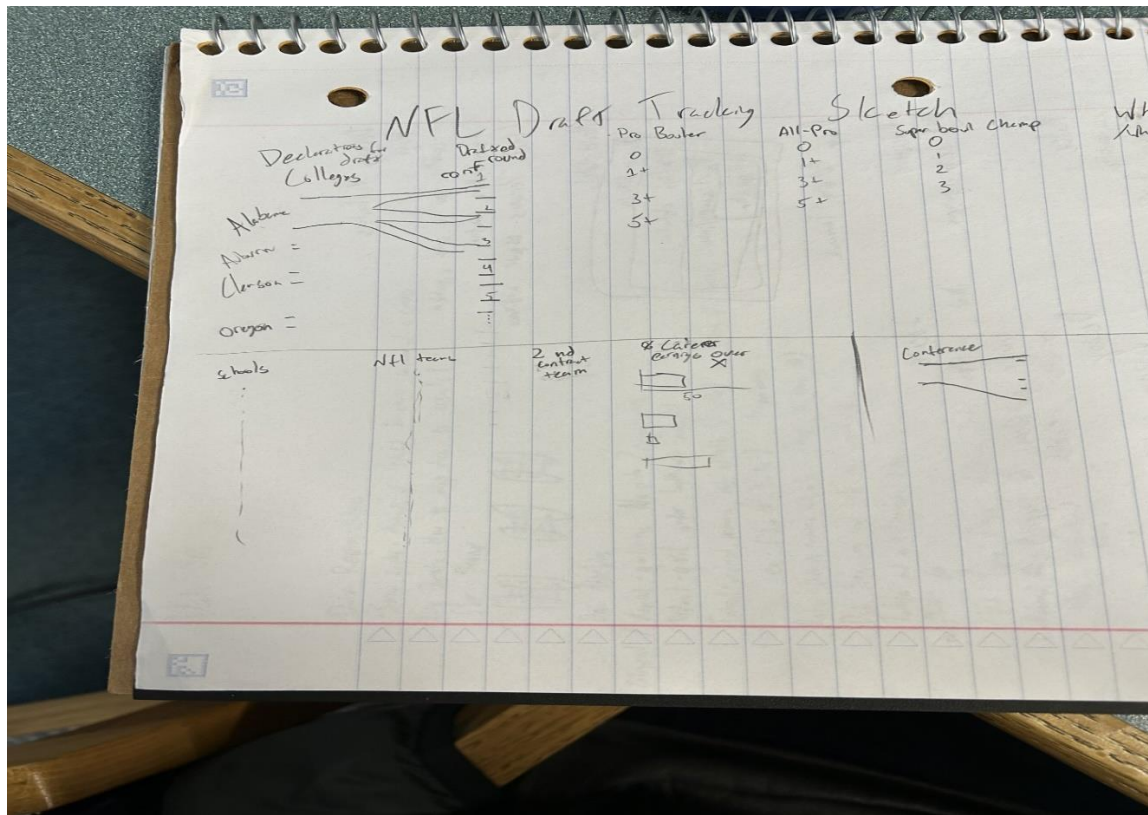 NFL Draft Tracking Sketch
Declarations for
draft
Colleges
conf
round
1
2
3
4
5
...
Alabama
Auburn =
Clemson =
Oregon =
Pro Bowler
0
1+
3+
5+
All-Pro
0
1+
3+
5+
Super bowl Champ
0
1
2
3
WH
schools
Nfl team
2nd
contract
team
Career
earnings over
X
50
Conference